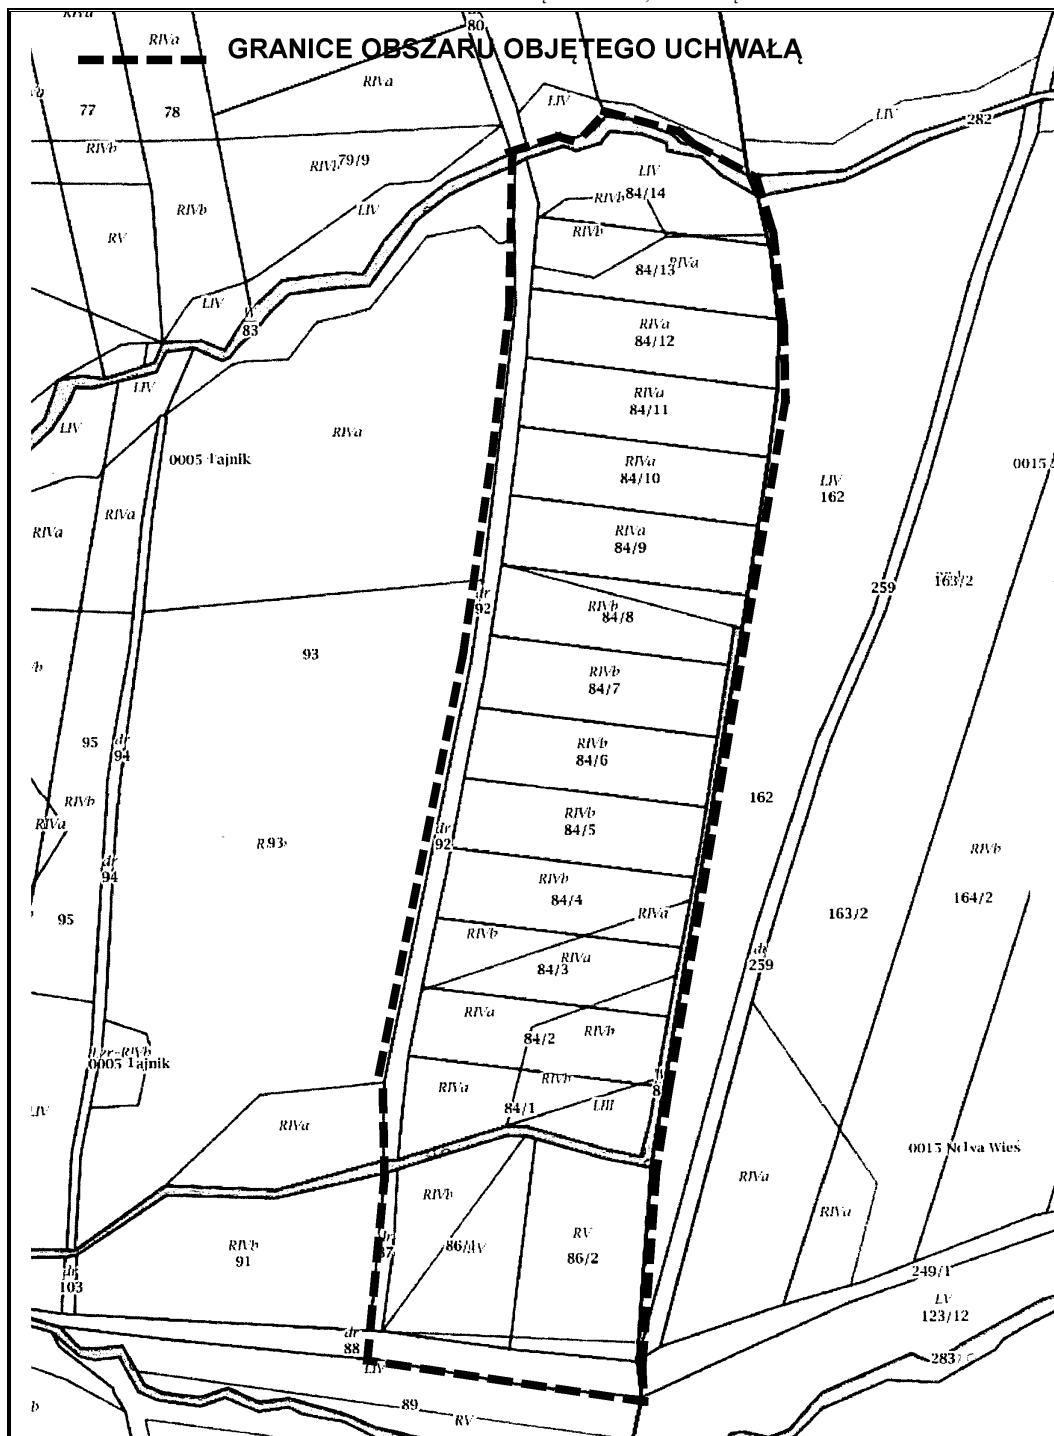 GRANICE OBSZARU OBJĘTEGO UCHWAŁĄ
80
RIVa
RIVa
77
78
LIV
LIV
282
RIVb
79/9
LIV
84/14
RIVb
RIVb
LIV
RIVb
RV
RIVa
84/13
LIV
83
RIVa
84/12
LIV
RIVa
84/11
LIV
RIVa
0005 Tajnik
RIVa
84/10
LIV
162
RIVa
RIVa
RIVa
84/9
163/2
259
dr
92
RIVb
84/8
93
RIVb
84/7
95
dr
94
RIVb
84/6
162
RIVb
RIVa
dr
92
RIVb
84/5
93
RIVb
dr
94
RIVb
84/4
164/2
95
RIVa
163/2
RIVb
RIVa
84/3
dr
259
RIVa
RIVb
84/2
0005 Tajnik
RIVa
RIVb
LIII
84/1
LIV
RIVa
0015 Nowa Wieś
RIVa
RIVa
RIVb
RIVb
91
RV
86/2
dr
103
249/1
LV
123/12
dr
88
LIV
283
89
RV